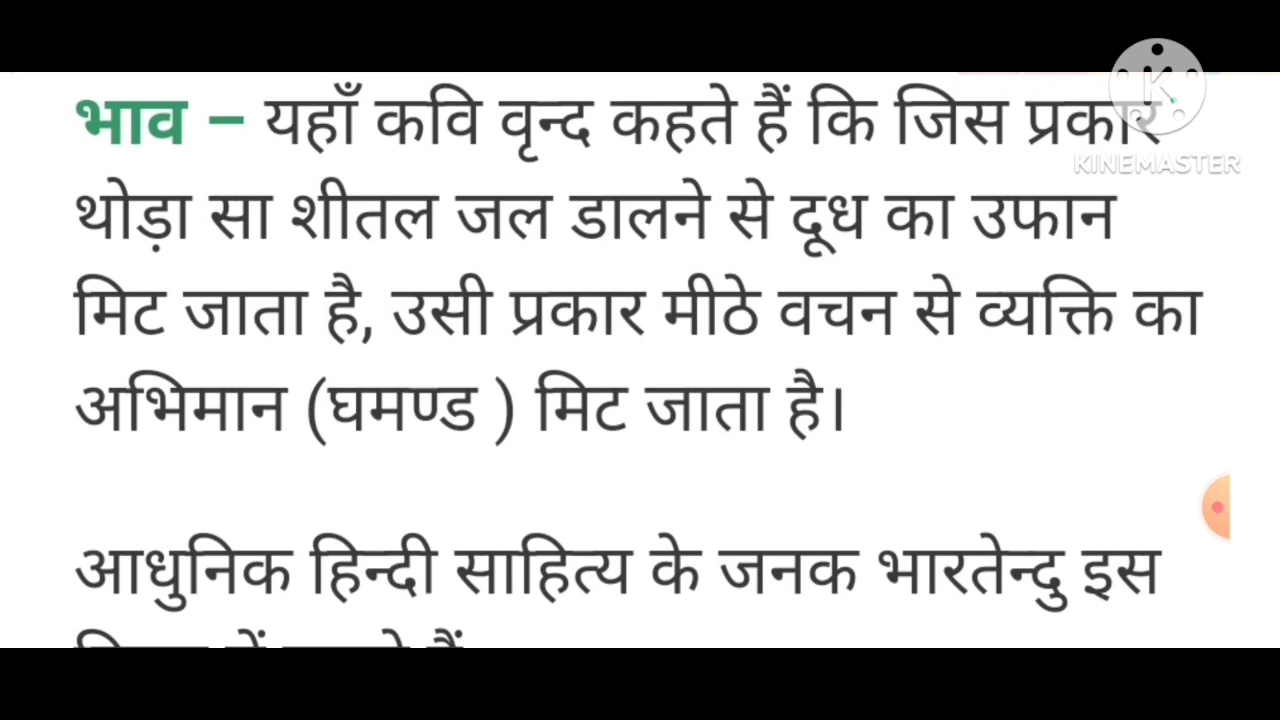 भाव – यहाँ कवि वृन्द कहते हैं कि जिस प्रकार
KINEMASTER
थोड़ा सा शीतल जल डालने से दूध का उफान
मिट जाता है, उसी प्रकार मीठे वचन से व्यक्ति का
अभिमान (घमण्ड ) मिट जाता है।
आधुनिक हिन्दी साहित्य के जनक भारतेन्दु इस